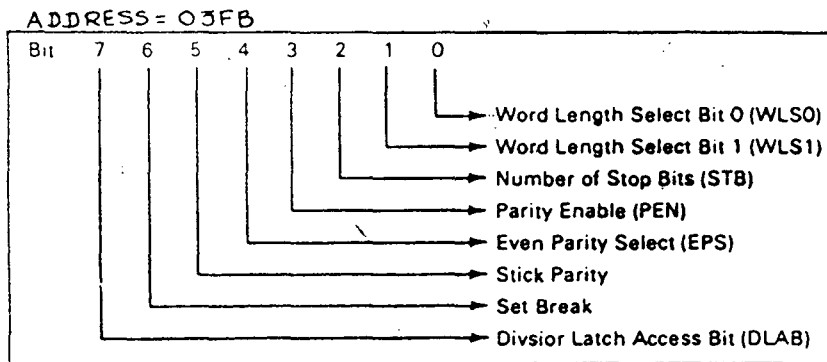 ADDRESS = 03FB
Bit 7 6 5 4 3 2 1 0
Word Length Select Bit 0 (WLS0)
Word Length Select Bit 1 (WLS1)
Number of Stop Bits (STB)
Parity Enable (PEN)
Even Parity Select (EPS)
Stick Parity
Set Break
Divsior Latch Access Bit (DLAB)